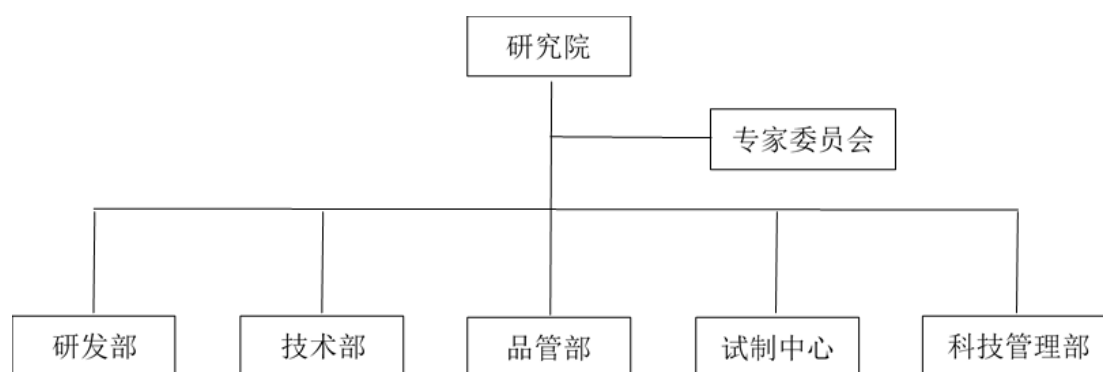 研究院
专家委员会
研发部
技术部
品管部
试制中心
科技管理部